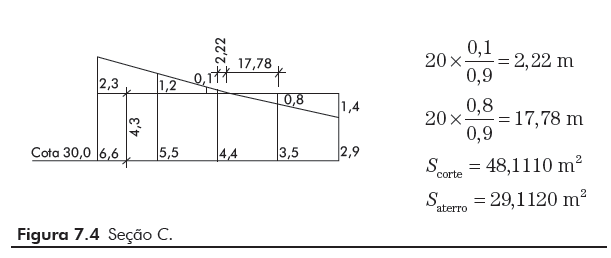 2,22
17,78
2,3
1,2
0,1
0,8
1,4
4,3
Cota 30,0
6,6
5,5
4,4
3,5
2,9
20 × 0,1/0,9 = 2,22 m
20 × 0,8/0,9 = 17,78 m
S corte = 48,1110 m²
S aterro = 29,1120 m²
Figura 7.4 Seção C.